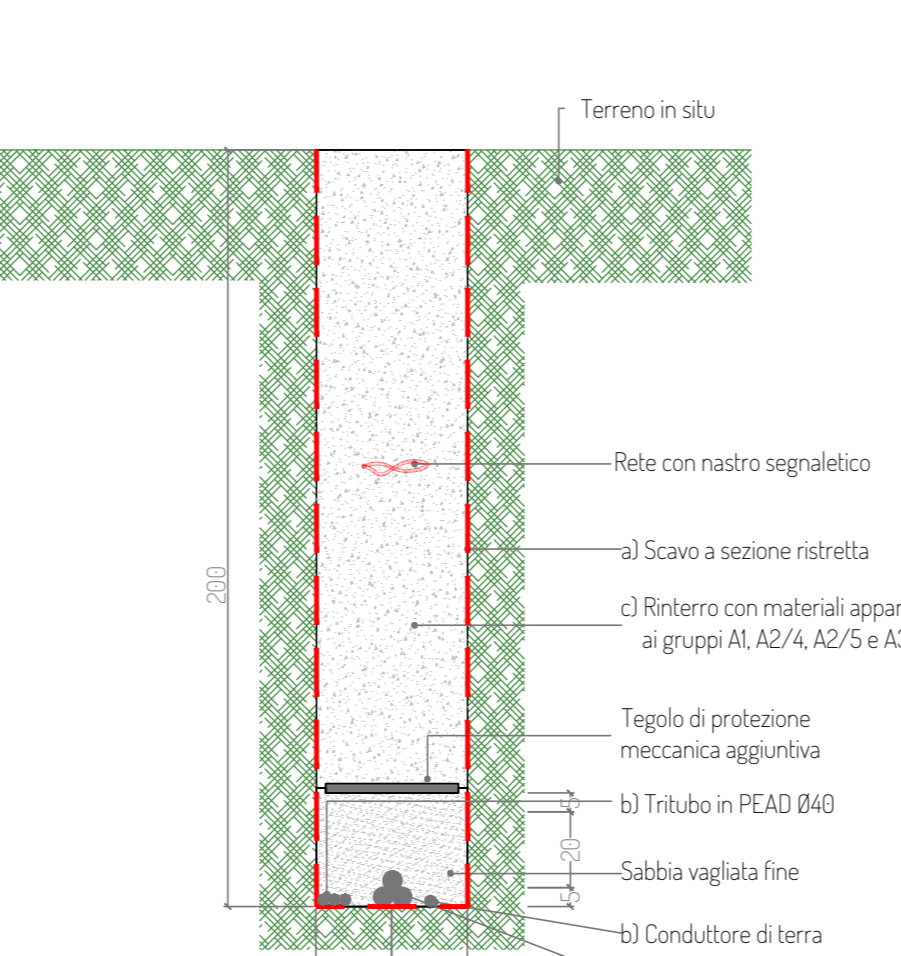 Terreno in situ
Rete con nastro segnaletico
a) Scavo a sezione ristretta
200
c) Rinterro con materiali
ai gruppi A1, A2/4, A2/5 e
Tegolo di protezione
meccanica aggiuntiva
5
b) Tritubo in PEAD Ø40
20
Sabbia vagliata fine
5
b) Conduttore di terra